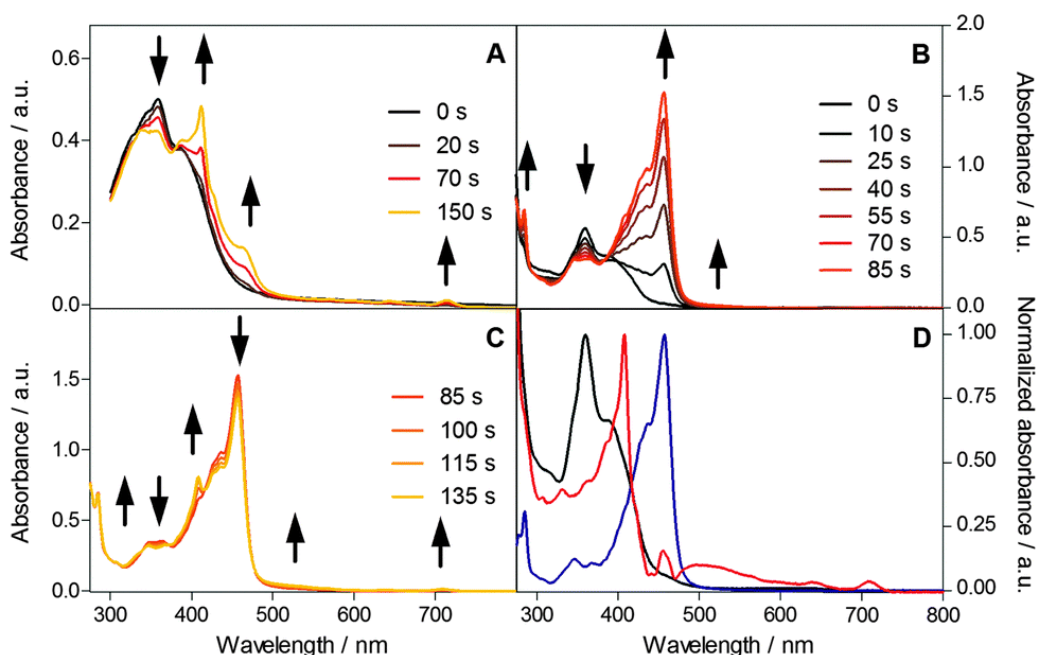 A
B
0.6
0.4
0.2
0.0
Absorbance / a.u.
0 s
20 s
70 s
150 s
0 s
10 s
25 s
40 s
55 s
70 s
85 s
2.0
1.5
1.0
0.5
0.0
Absorbance / a.u.
C
D
1.5
1.0
0.5
0.0
Absorbance / a.u.
85 s
100 s
115 s
135 s
1.00
0.75
0.50
0.25
0.00
Normalized absorbance / a.u.
300 400 500 600 700
300 400 500 600 700 800
Wavelength / nm
Wavelength / nm